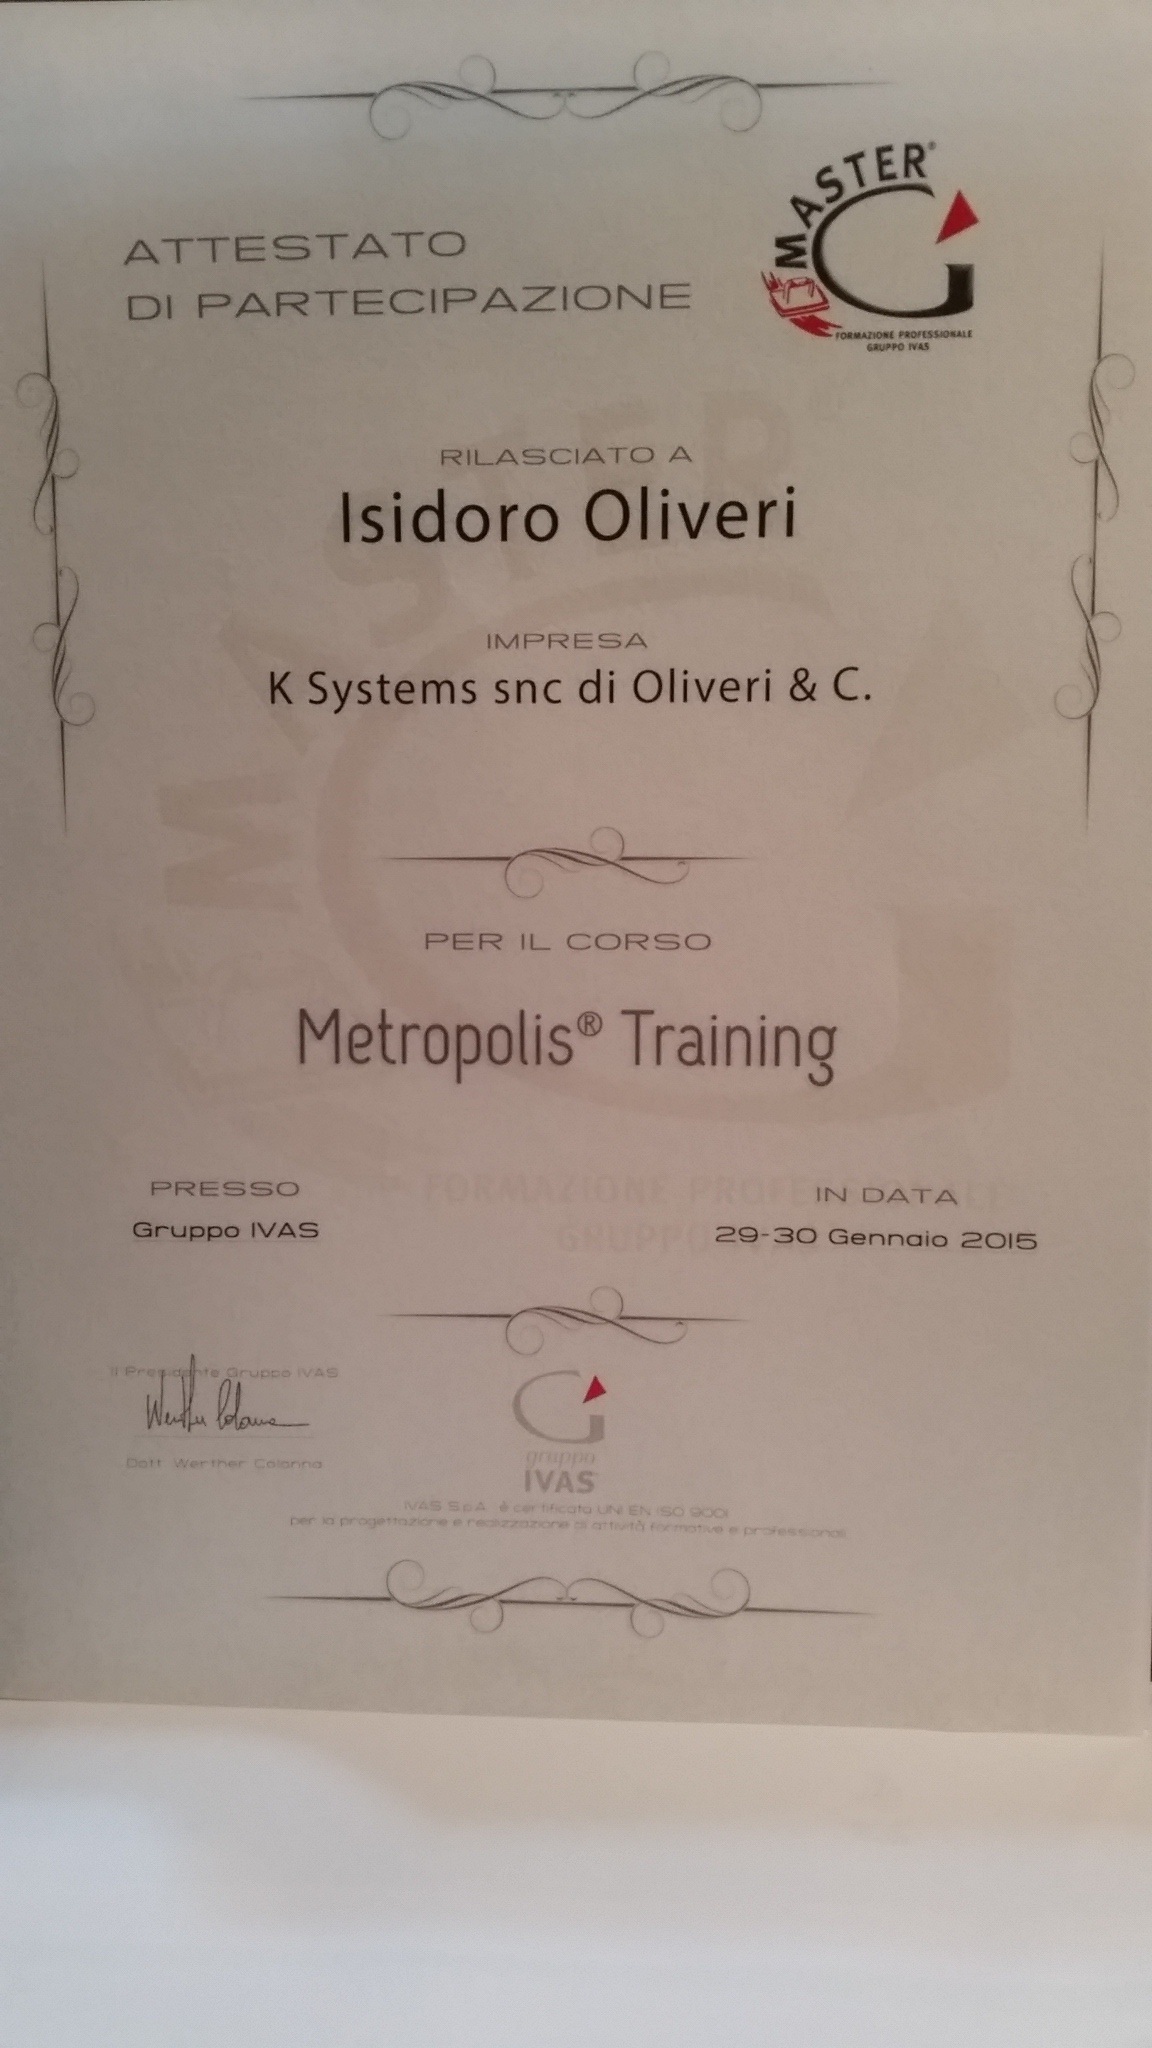 MASTER®
ATTESTATO
DI PARTECIPAZIONE
FORMAZIONE PROFESSIONALE
GRUPPO IVAS
RILASCIATO A
Isidoro Oliveri
IMPRESA
K Systems snc di Oliveri & C.
PER IL CORSO
Metropolis® Training
PRESSO
Gruppo IVAS
IN DATA
29-30 Gennaio 2015
Il Presidente Gruppo IVAS
Dott. Werther Colonna
gruppo
IVAS
IVAS S.p.A. è certificata UNI EN ISO 9001
per la progettazione e realizzazione di attività formative e professionali